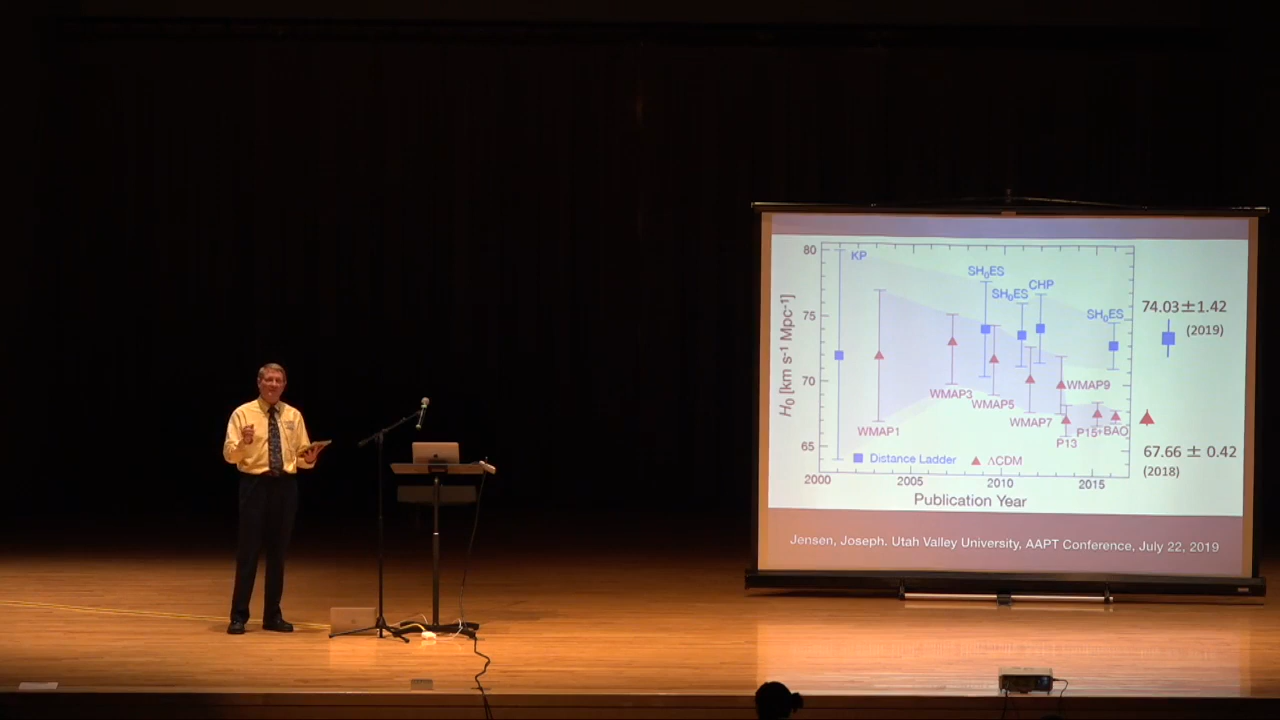 80
75
70
65
H0 [km s-1 Mpc-1]
KP
SH0ES
SH0ES
CHP
SH0ES
WMAP1
WMAP3
WMAP5
WMAP7
WMAP9
P13
P15+BAO
Distance Ladder
ΛCDM
2000 2005 2010 2015
Publication Year
74.03±1.42
(2019)
67.66 ± 0.42
(2018)
Jensen, Joseph. Utah Valley University, AAPT Conference, July 22, 2019